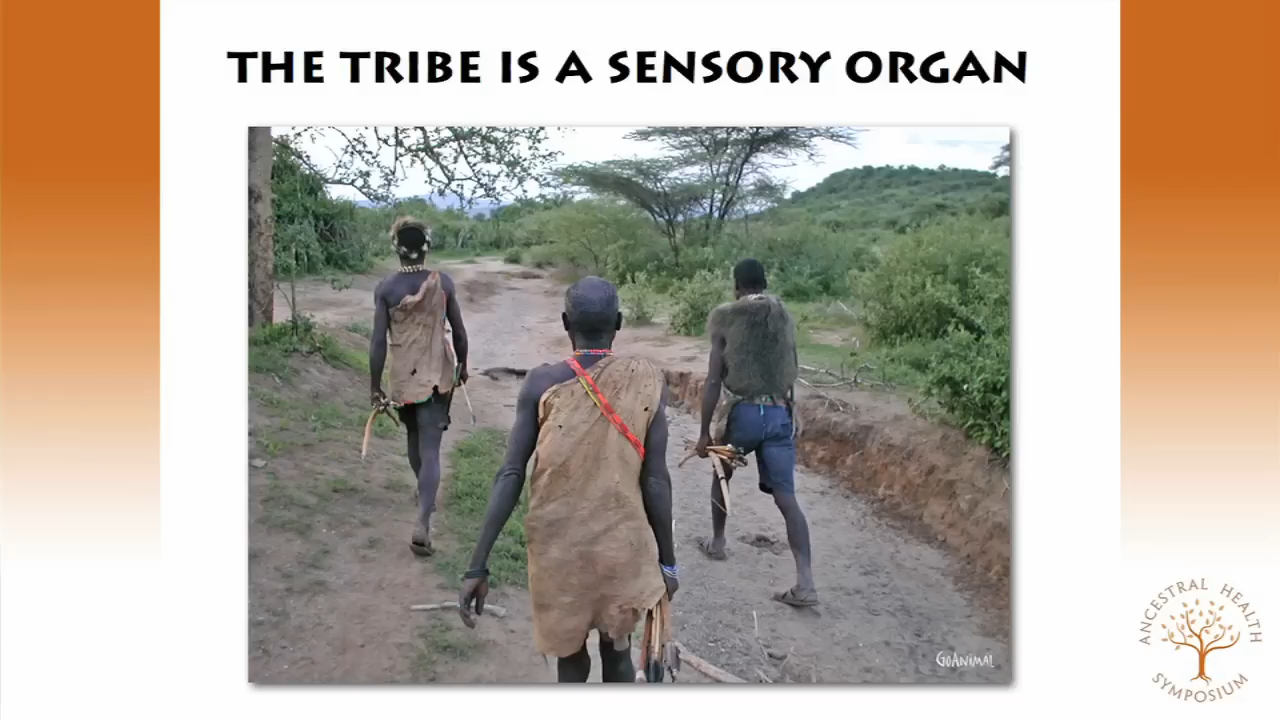 THE TRIBE IS A SENSORY ORGAN
GOANIMAL
ANCESTRAL HEALTH
SYMPOSIUM